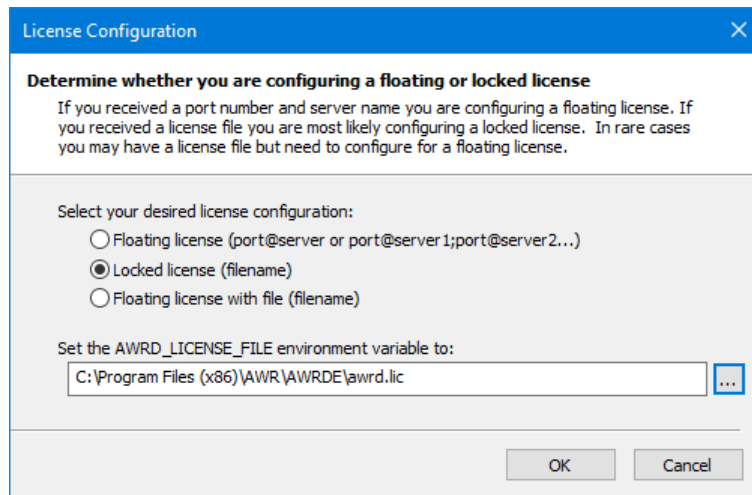 License Configuration
Determine whether you are configuring a floating or locked license
If you received a port number and server name you are configuring a floating license. If
you received a license file you are most likely configuring a locked license.  In rare cases
you may have a license file but need to configure for a floating license.
Select your desired license configuration:
Floating license (port@server or port@server1;port@server2...)
Locked license (filename)
Floating license with file (filename)
Set the AWRD_LICENSE_FILE environment variable to:
C:\Program Files (x86)\AWR\AWRDE\awrd.lic
...
OK Cancel